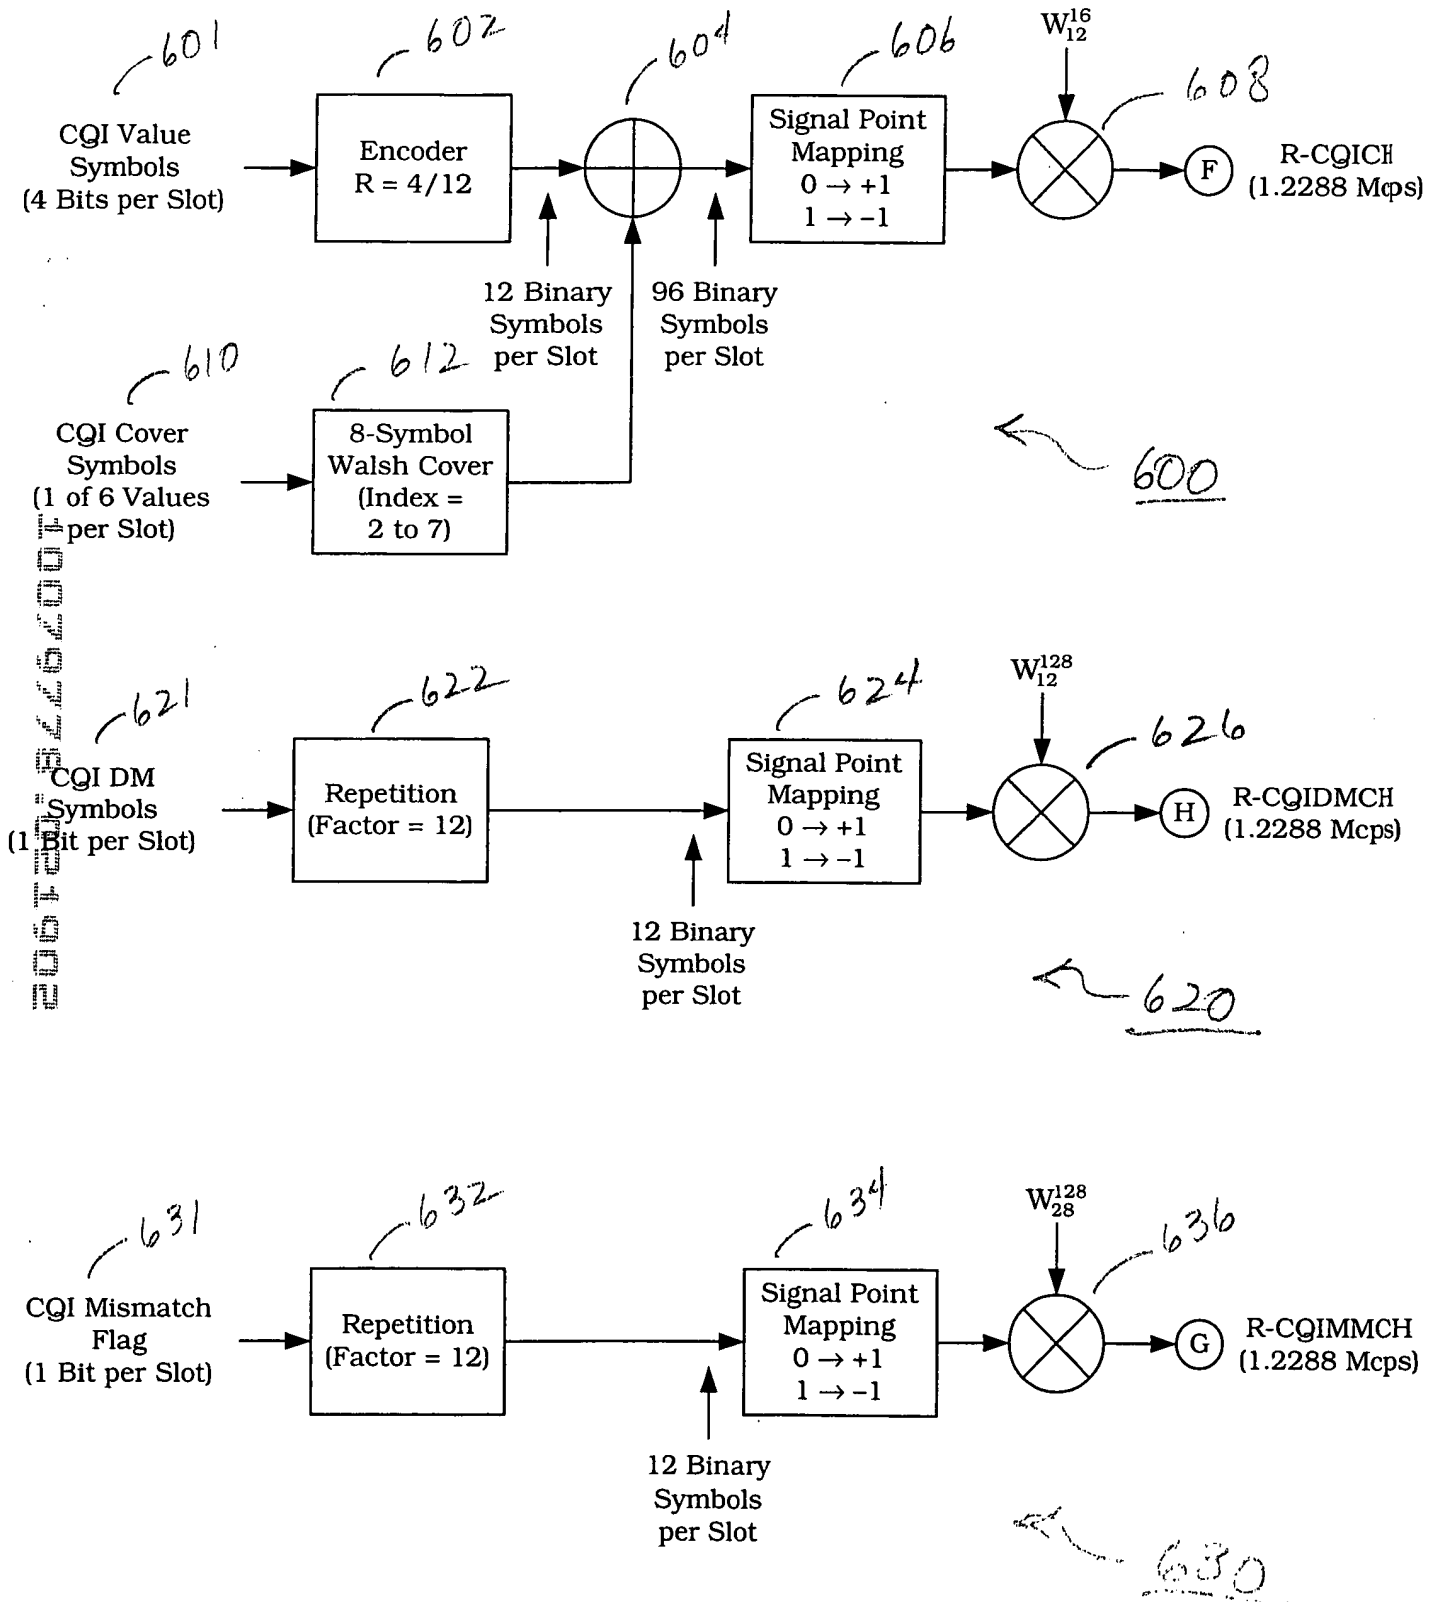 601
602
604
606
W₁₂¹⁶
608
CQI Value
Symbols
(4 Bits per Slot)
Encoder
R = 4/12
Signal Point
Mapping
0 → +1
1 → −1
F
R-CQICH
(1.2288 Mcps)
12 Binary
Symbols
per Slot
96 Binary
Symbols
per Slot
610
612
CQI Cover
Symbols
(1 of 6 Values
per Slot)
8-Symbol
Walsh Cover
(Index =
2 to 7)
600
621
622
624
W₁₂¹²⁸
626
CQI DM
Symbols
(1 Bit per Slot)
Repetition
(Factor = 12)
Signal Point
Mapping
0 → +1
1 → −1
H
R-CQIDMCH
(1.2288 Mcps)
12 Binary
Symbols
per Slot
620
631
632
634
W₂₈¹²⁸
636
CQI Mismatch
Flag
(1 Bit per Slot)
Repetition
(Factor = 12)
Signal Point
Mapping
0 → +1
1 → −1
G
R-CQIMMCH
(1.2288 Mcps)
12 Binary
Symbols
per Slot
630